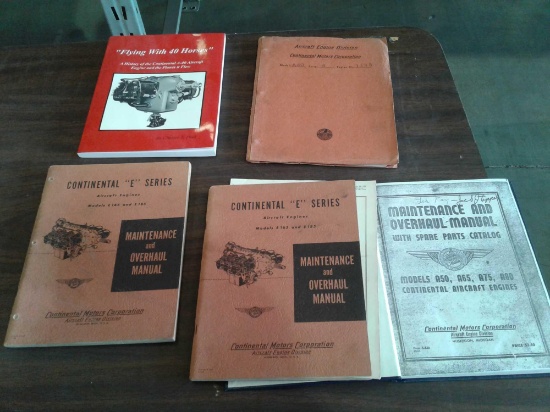 "Flying With 40 Horses"
A History of the Continental A-40 Aircraft
Engine and the Planes it Flew
Aircraft Engine Division
Continental Motors Corporation
CONTINENTAL "E" SERIES
Aircraft Engines
Models E165 and E185
MAINTENANCE
and
OVERHAUL
MANUAL
Continental Motors Corporation
Aircraft Engine Division
CONTINENTAL "E" SERIES
Aircraft Engines
Models E165 and E185
MAINTENANCE
and
OVERHAUL
MANUAL
Continental Motors Corporation
Aircraft Engine Division
MAINTENANCE AND
OVERHAUL MANUAL
WITH SPARE PARTS CATALOG
MODELS A50, A65, A75, A80
CONTINENTAL AIRCRAFT ENGINES
Continental Motors Corporation
Aircraft Engine Division
MUSKEGON, MICHIGAN